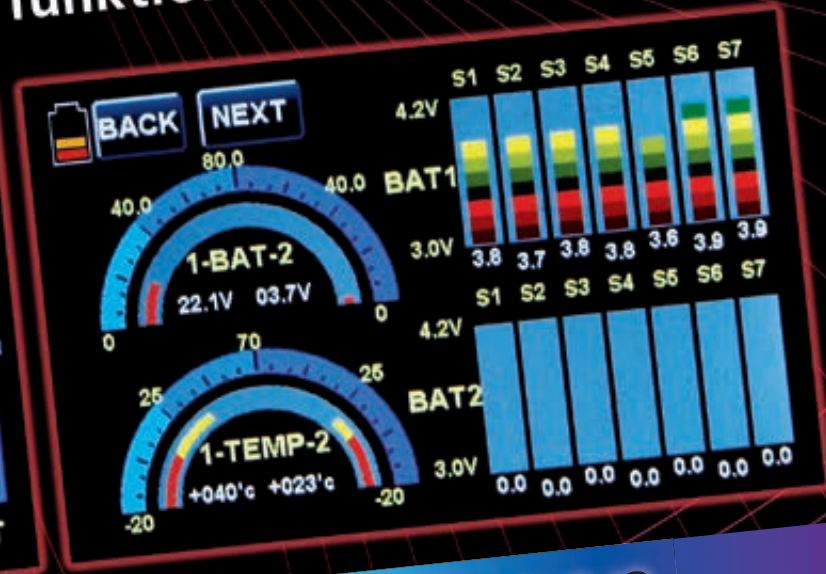 BACK NEXT
80.0
40.0 40.0
1-BAT-2
22.1V 03.7V
0 0
70
25 25
1-TEMP-2
+040'c +023'c
-20 -20
S1 S2 S3 S4 S5 S6 S7
4.2V
BAT1
3.0V
3.8 3.7 3.8 3.8 3.6 3.9 3.9
S1 S2 S3 S4 S5 S6 S7
4.2V
BAT2
3.0V
0.0 0.0 0.0 0.0 0.0 0.0 0.0